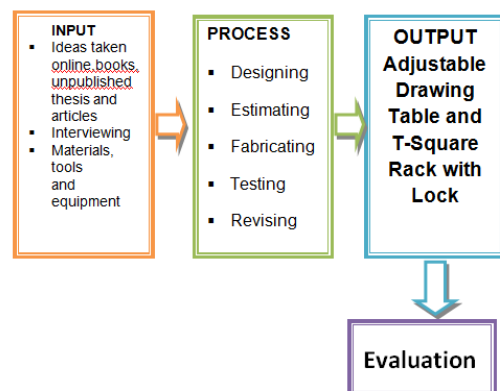 INPUT
▪ Ideas taken
online,books,
unpublished
thesis and
articles
▪ Interviewing
▪ Materials,
tools
and
equipment
PROCESS
▪ Designing
▪ Estimating
▪ Fabricating
▪ Testing
▪ Revising
OUTPUT
Adjustable
Drawing
Table and
T-Square
Rack with
Lock
Evaluation